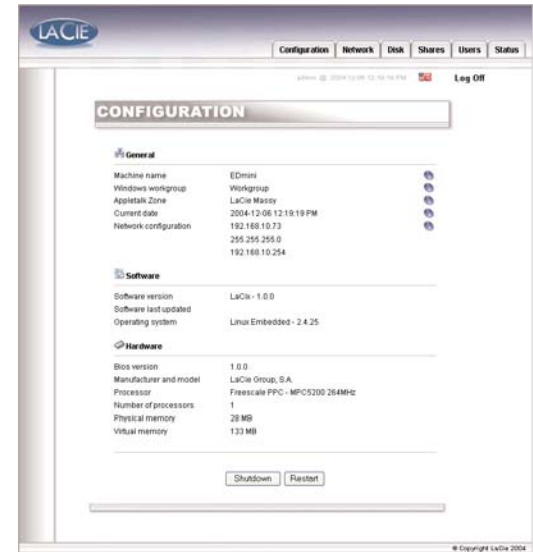 LACIE
Configuration Network Disk Shares Users Status
Log Off
CONFIGURATION
General
Machine name EDmini
Windows workgroup Workgroup
Appletalk Zone LaCie Massy
Current date 2004-12-06 12:19:19 PM
Network configuration 192.168.10.73
255.255.255.0
192.168.10.254
Software
Software version LaCix - 1.0.0
Software last updated
Operating system Linux Embedded - 2.4.25
Hardware
Bios version 1.0.0
Manufacturer and model LaCie Group, S.A.
Processor Freescale PPC - MPC5200 264MHz
Number of processors 1
Physical memory 28 MB
Virtual memory 133 MB
Shutdown Restart
© Copyright LaCie 2004